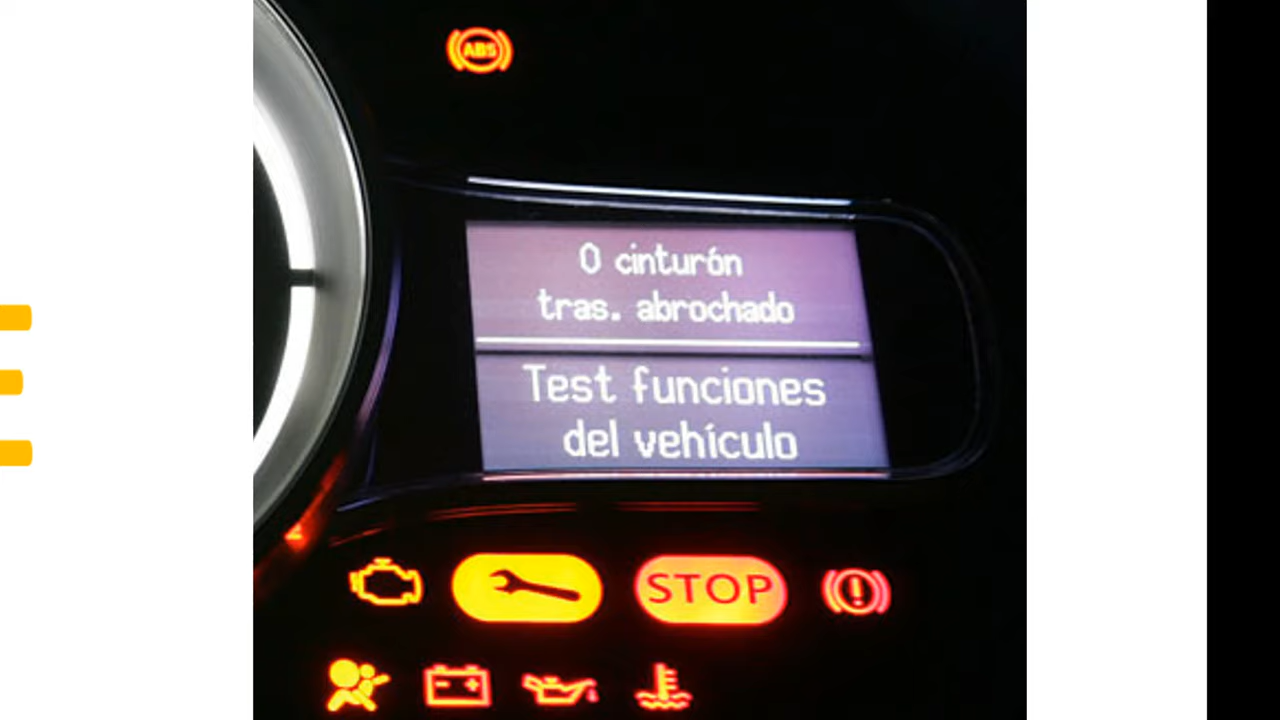 ABS
0 cinturón
tras. abrochado
Test funciones
del vehículo
STOP